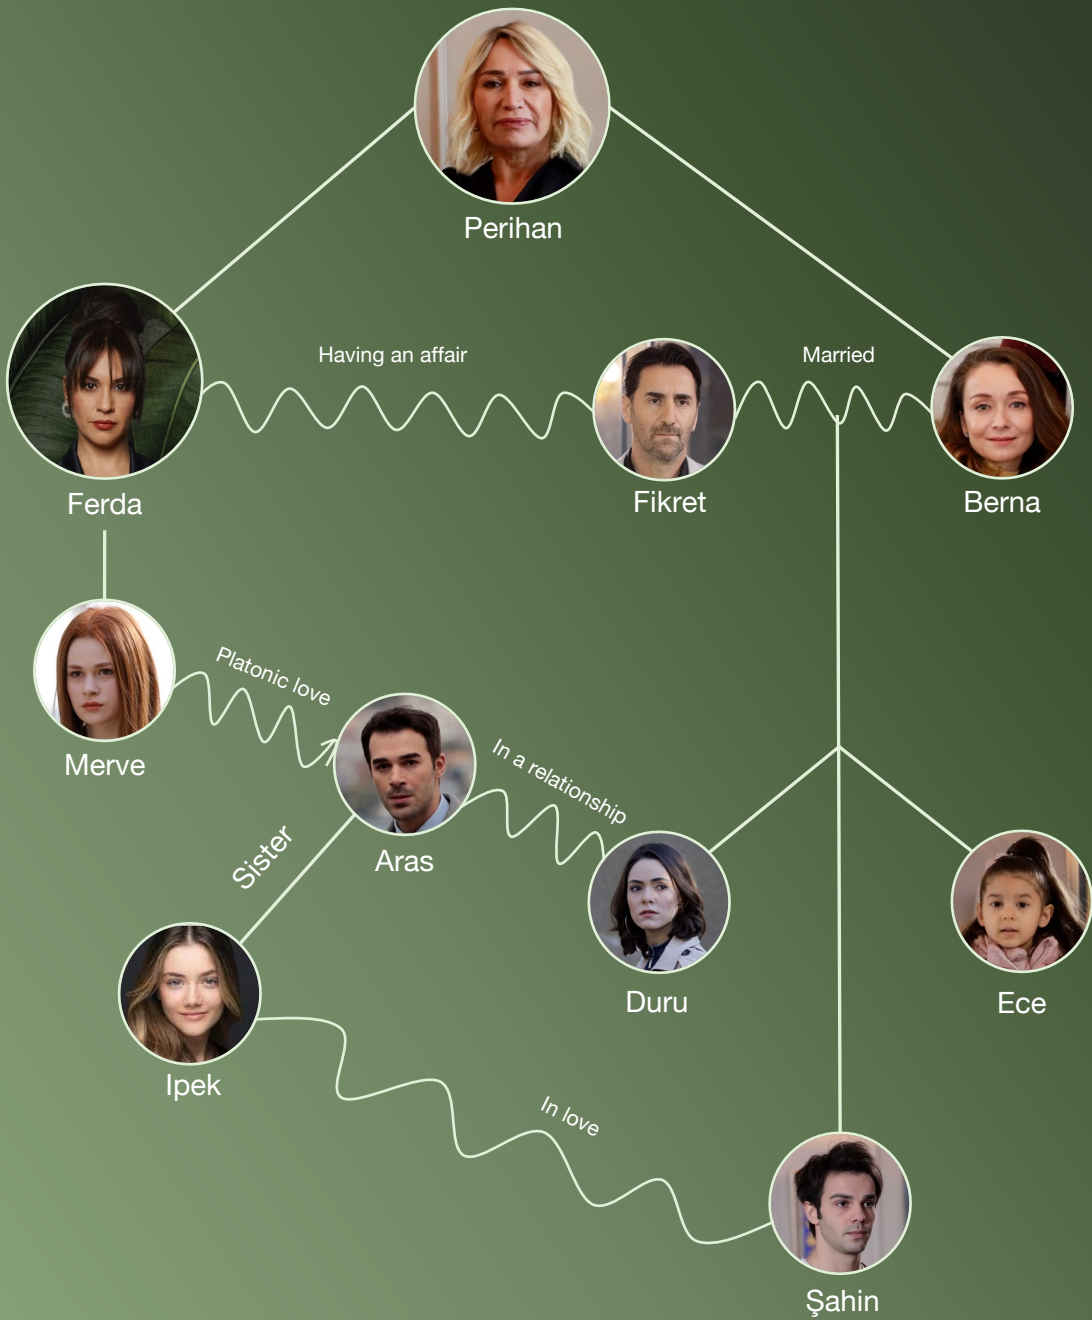 Perihan
Having an affair
Married
Ferda
Fikret
Berna
Platonic love
In a relationship
Merve
Sister
Aras
Duru
Ece
Ipek
In love
Şahin